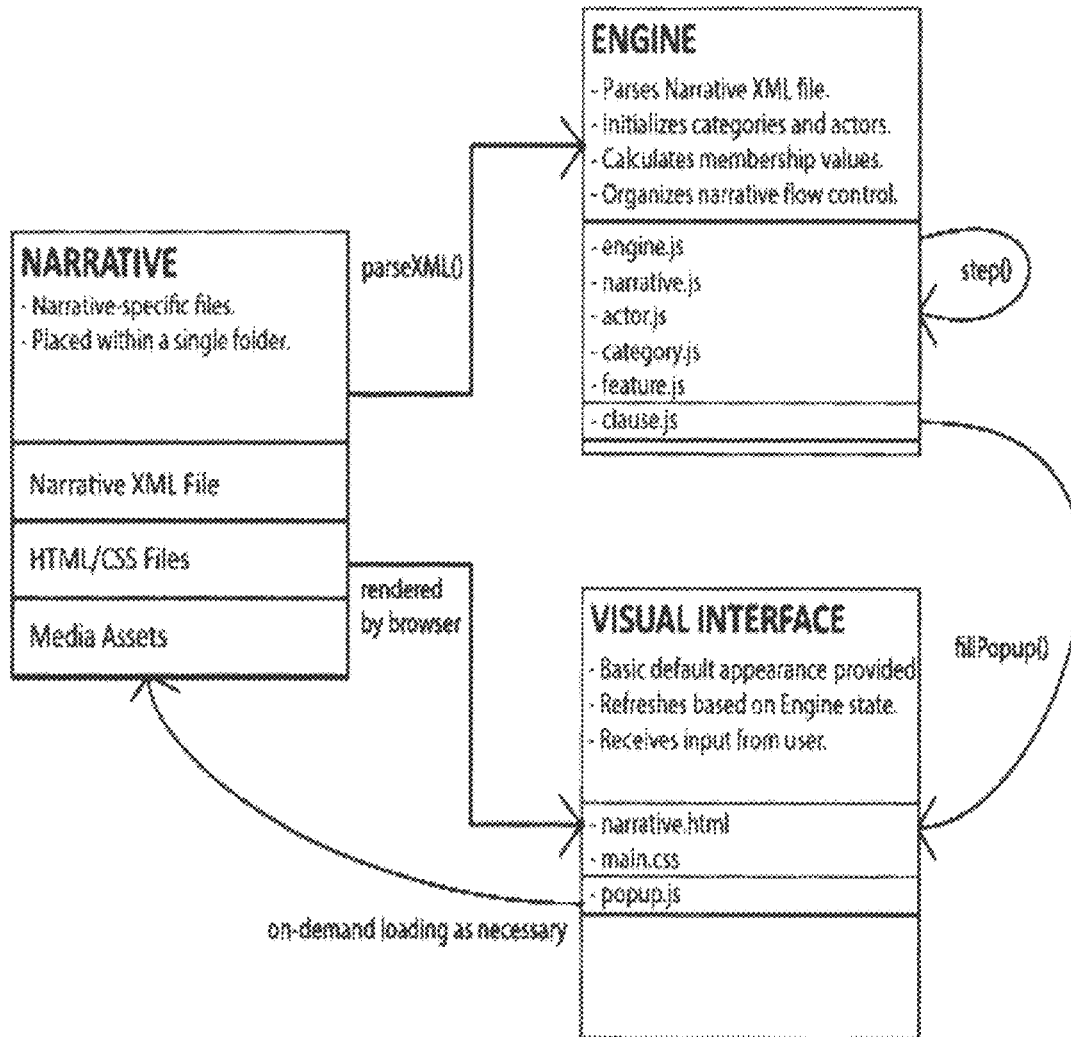 ENGINE
- Parses Narrative XML file.
- Initializes categories and actors.
- Calculates membership values.
- Organizes narrative flow control.
- engine.js
- narrative.js
- actor.js
- category.js
- feature.js
- clause.js
step()
NARRATIVE
- Narrative-specific files.
- Placed within a single folder.
Narrative XML File
HTML/CSS Files
Media Assets
parseXML()
rendered
by browser
VISUAL INTERFACE
- Basic default appearance provided
- Refreshes based on Engine state.
- Receives input from user.
- narrative.html
- main.css
- popup.js
fillPopup()
on-demand loading as necessary